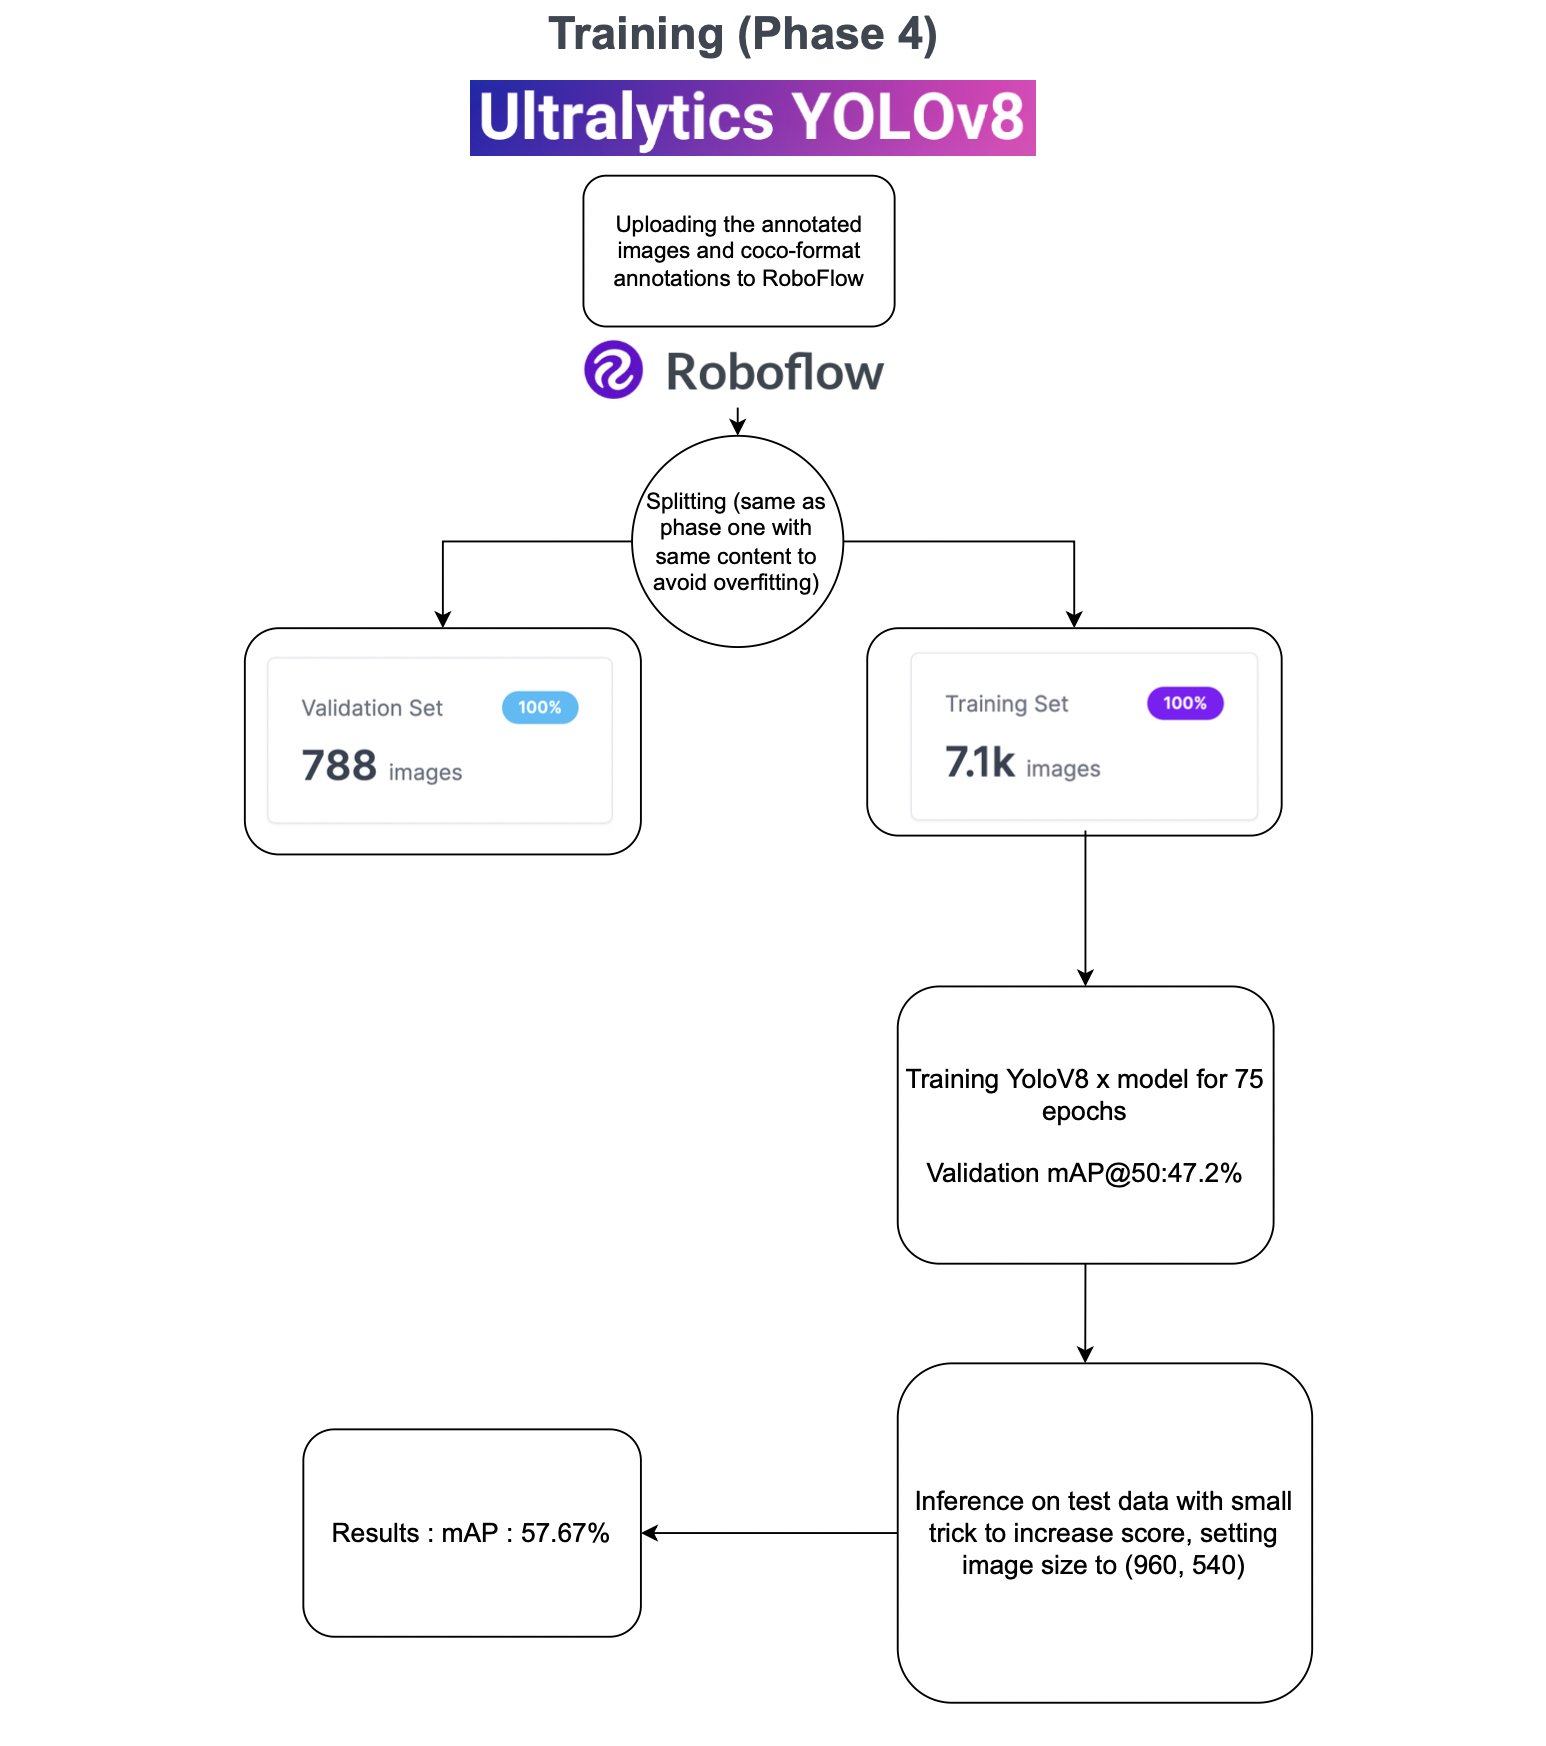 Training (Phase 4)
Ultralytics YOLOv8
Uploading the annotated
images and coco-format
annotations to RoboFlow
Roboflow
Splitting (same as
phase one with
same content to
avoid overfitting)
Validation Set 100%
788 images
Training Set 100%
7.1k images
Training YoloV8 x model for 75
epochs
Validation mAP@50:47.2%
Inference on test data with small
trick to increase score, setting
image size to (960, 540)
Results : mAP : 57.67%